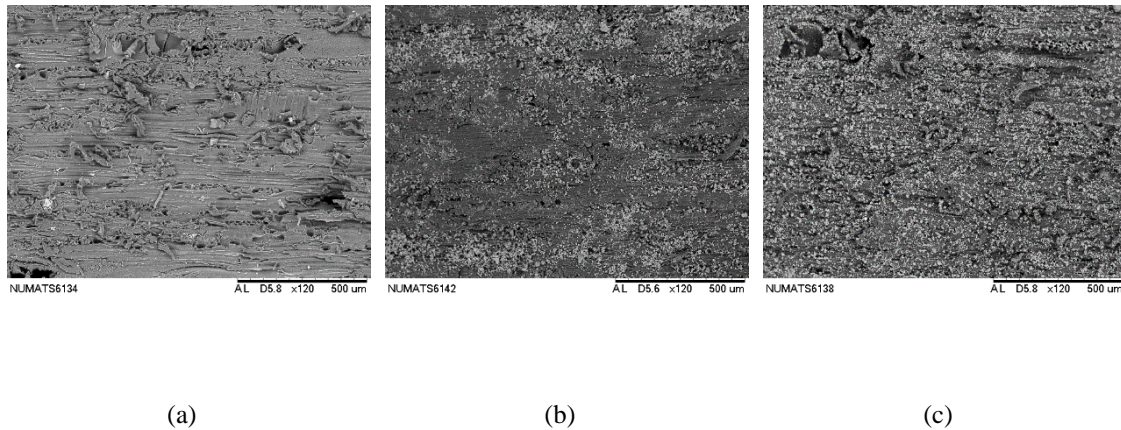 NUMATS6134 AL D5.8 x120 500 um
NUMATS6142 AL D5.6 x120 500 um
NUMATS6138 AL D5.8 x120 500 um
(a) (b) (c)